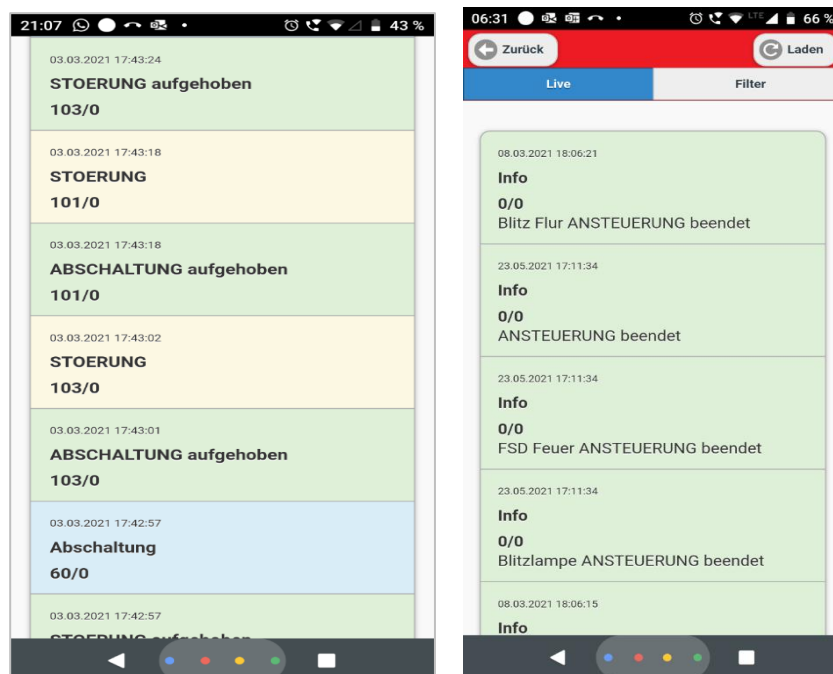 21:07
43 %
03.03.2021 17:43:24
STOERUNG aufgehoben
103/0
03.03.2021 17:43:18
STOERUNG
101/0
03.03.2021 17:43:18
ABSCHALTUNG aufgehoben
101/0
03.03.2021 17:43:02
STOERUNG
103/0
03.03.2021 17:43:01
ABSCHALTUNG aufgehoben
103/0
03.03.2021 17:42:57
Abschaltung
60/0
03.03.2021 17:42:57
STOERUNG aufgehoben
06:31
LTE
66 %
Zurück
Laden
Live
Filter
08.03.2021 18:06:21
Info
0/0
Blitz Flur ANSTEUERUNG beendet
23.05.2021 17:11:34
Info
0/0
ANSTEUERUNG beendet
23.05.2021 17:11:34
Info
0/0
FSD Feuer ANSTEUERUNG beendet
23.05.2021 17:11:34
Info
0/0
Blitzlampe ANSTEUERUNG beendet
08.03.2021 18:06:15
Info